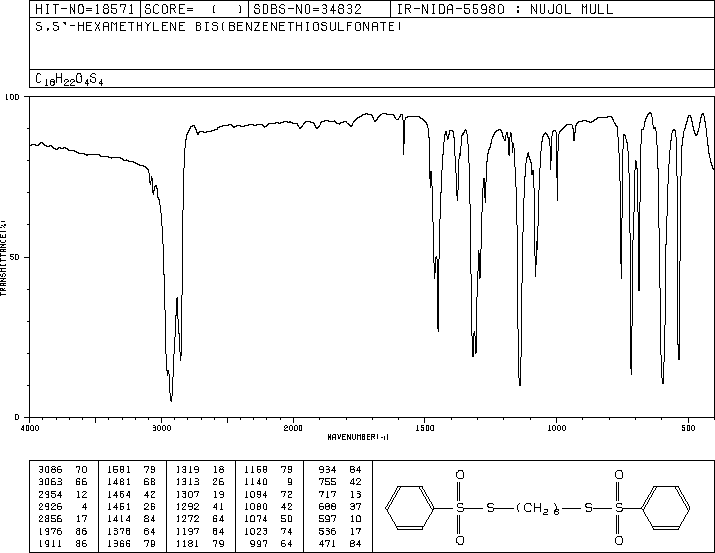 HIT-NO=18571 SCORE= ( ) SDBS-NO=34832 IR-NIDA-55980 : NUJOL MULL
S,S'-HEXAMETHYLENE BIS(BENZENETHIOSULFONATE)
C18H22O4S4
100
50
0
TRANSMITTANCE(%)
4000 3000 2000 1500 1000 500
WAVENUMBER(-1)
3086 70 1581 79 1319 18 1168 79 934 84
3063 66 1481 68 1313 26 1140 9 755 42
2954 12 1464 42 1307 19 1094 72 717 13
2926 4 1451 26 1292 41 1080 42 688 37
2856 17 1414 84 1272 64 1074 50 597 10
1976 86 1378 64 1197 84 1023 74 536 17
1911 86 1366 79 1181 79 997 64 471 84
O O
S S (CH2)6 S S
O O